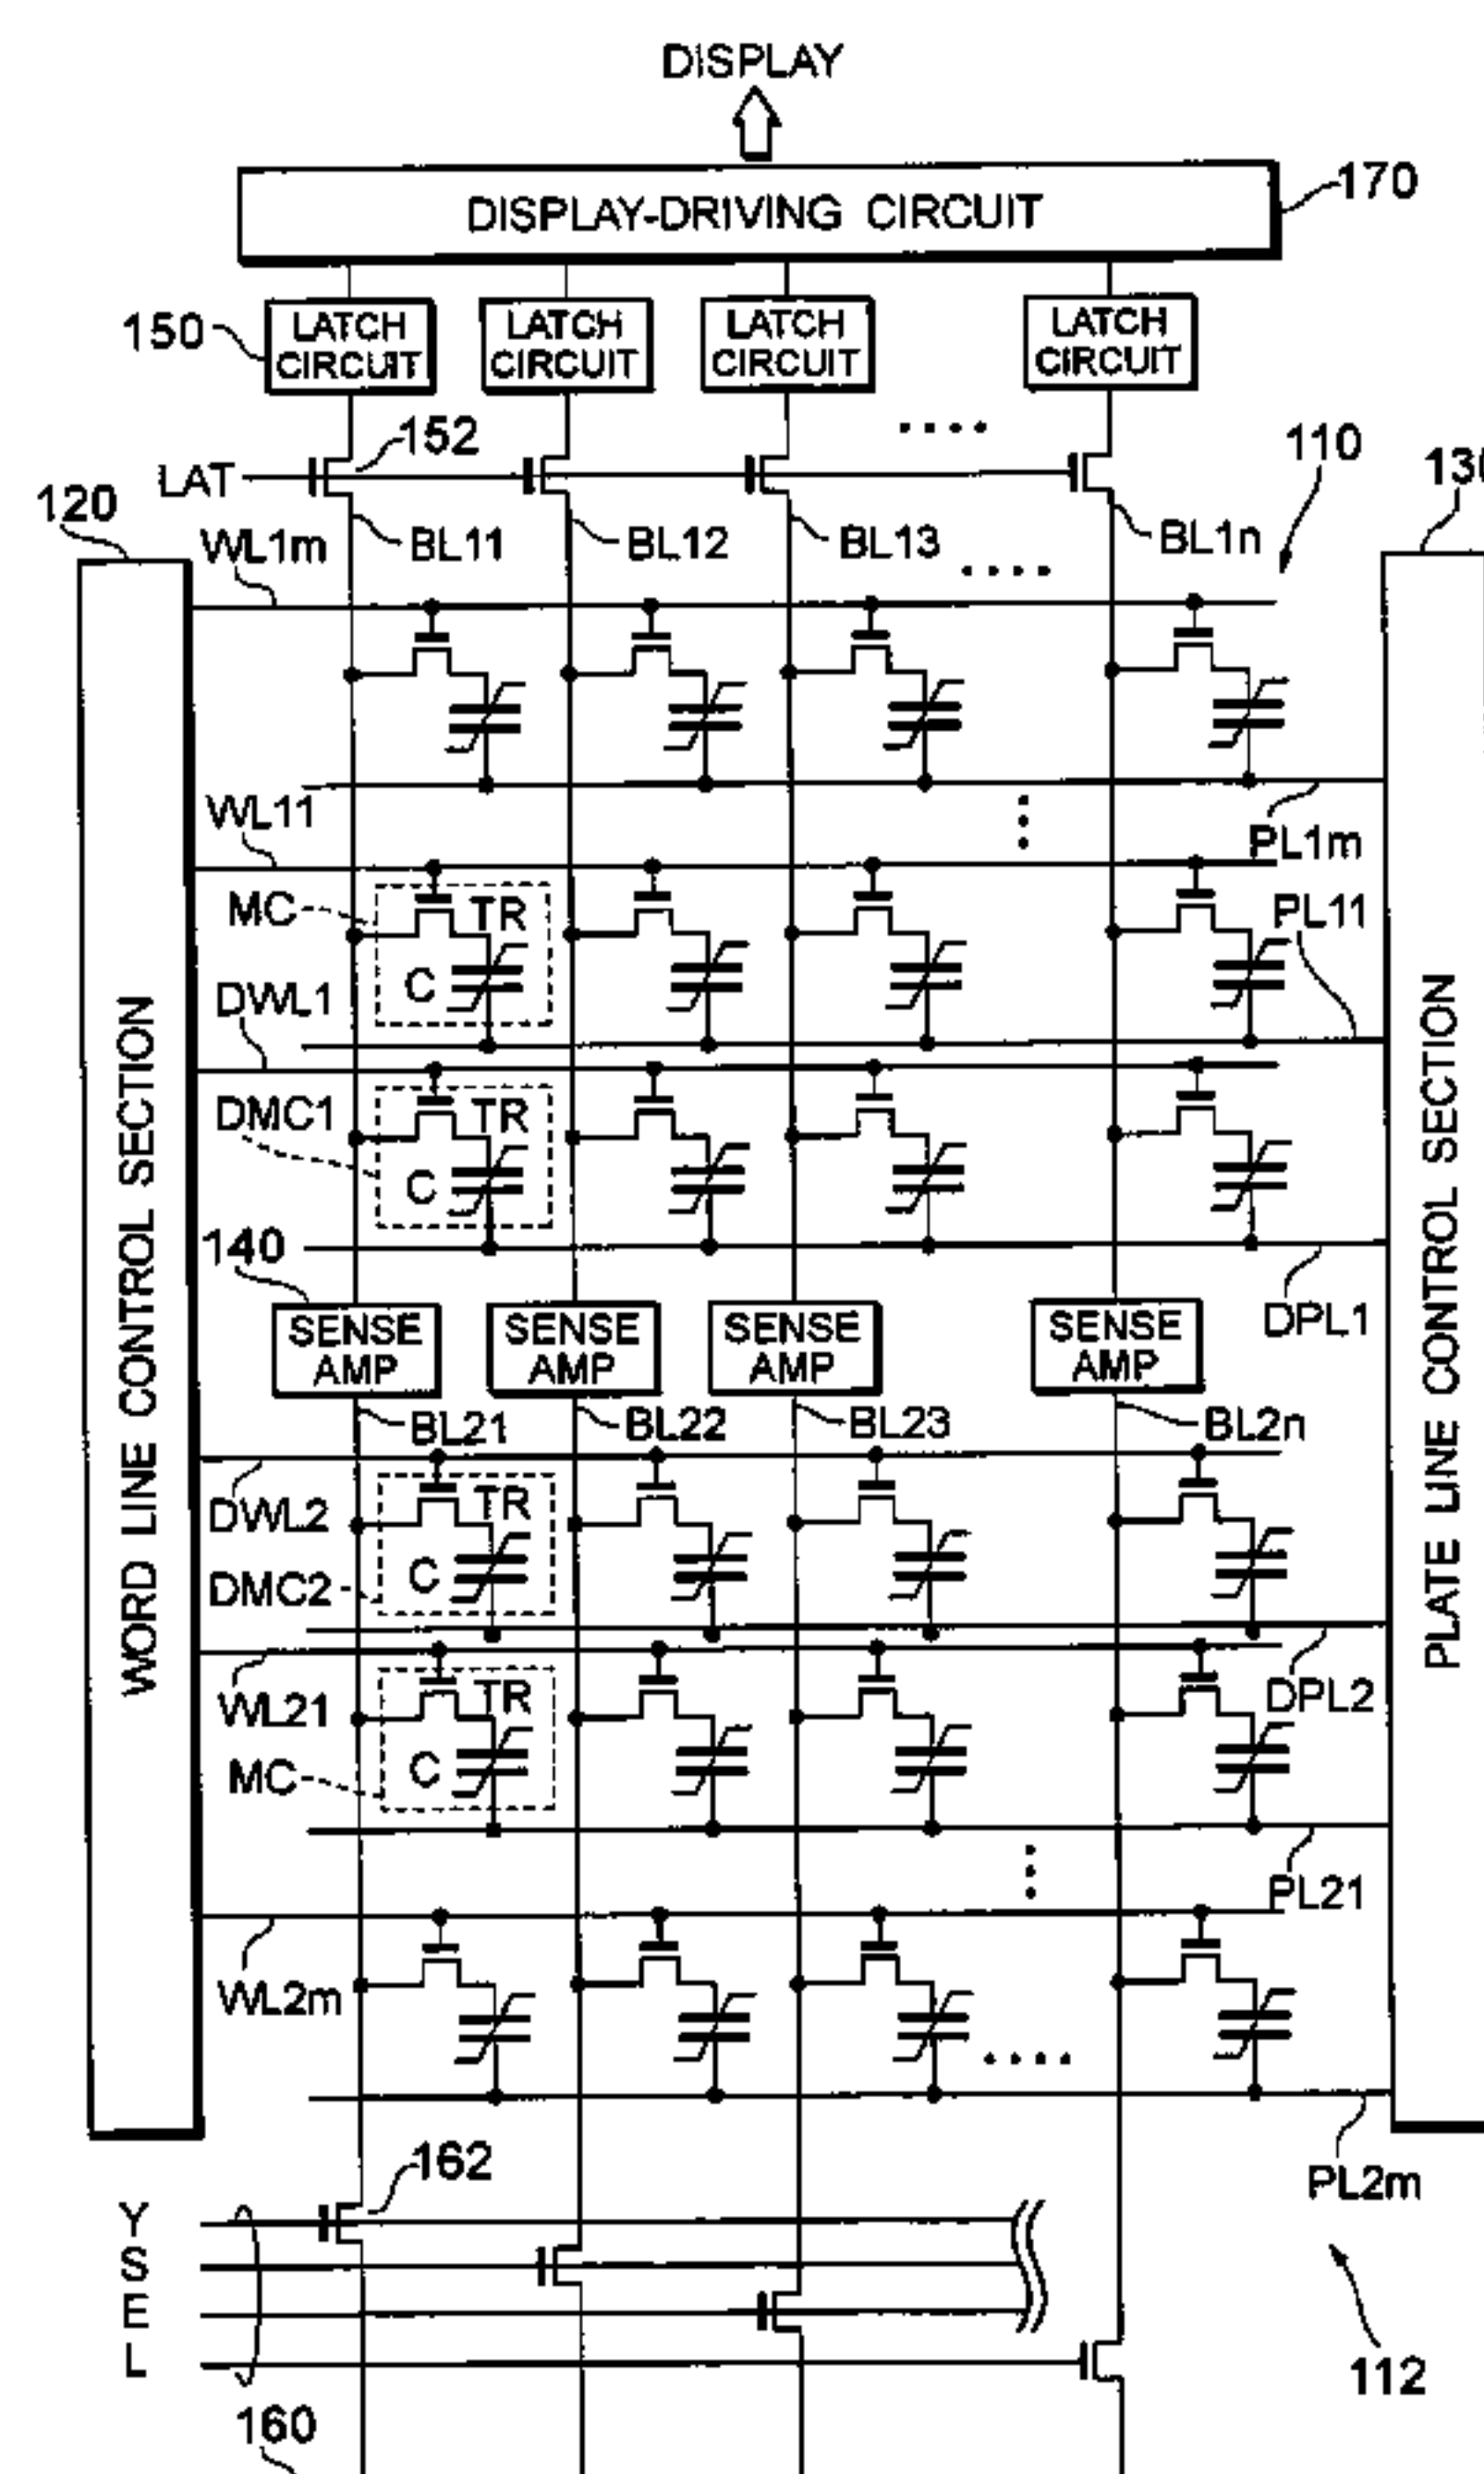 DISPLAY
DISPLAY-DRIVING CIRCUIT
170
150
LATCH CIRCUIT
LATCH CIRCUIT
LATCH CIRCUIT
LATCH CIRCUIT
152
LAT
110
120
WL1m
BL11
BL12
BL13
BL1n
WL11
PL1m
MC
TR
C
PL11
DWL1
DMC1
TR
C
WORD LINE CONTROL SECTION
PLATE LINE CONTROL SECTION
140
DPL1
SENSE AMP
SENSE AMP
SENSE AMP
SENSE AMP
BL21
BL22
BL23
BL2n
DWL2
TR
C
DMC2
WL21
TR
DPL2
MC
C
PL21
WL2m
162
PL2m
YSEL
112
160